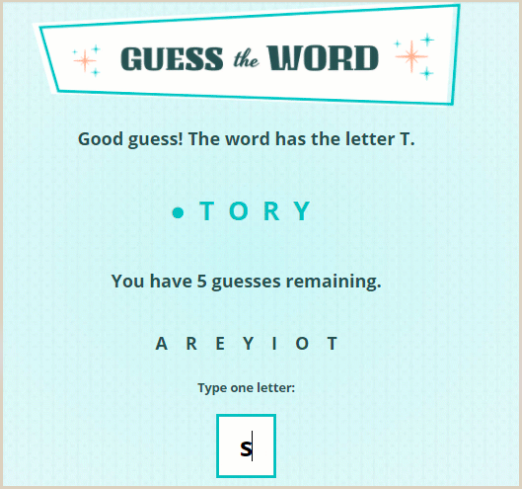 GUESS the WORD
Good guess! The word has the letter T.
● T O R Y
You have 5 guesses remaining.
A R E Y I O T
Type one letter:
s